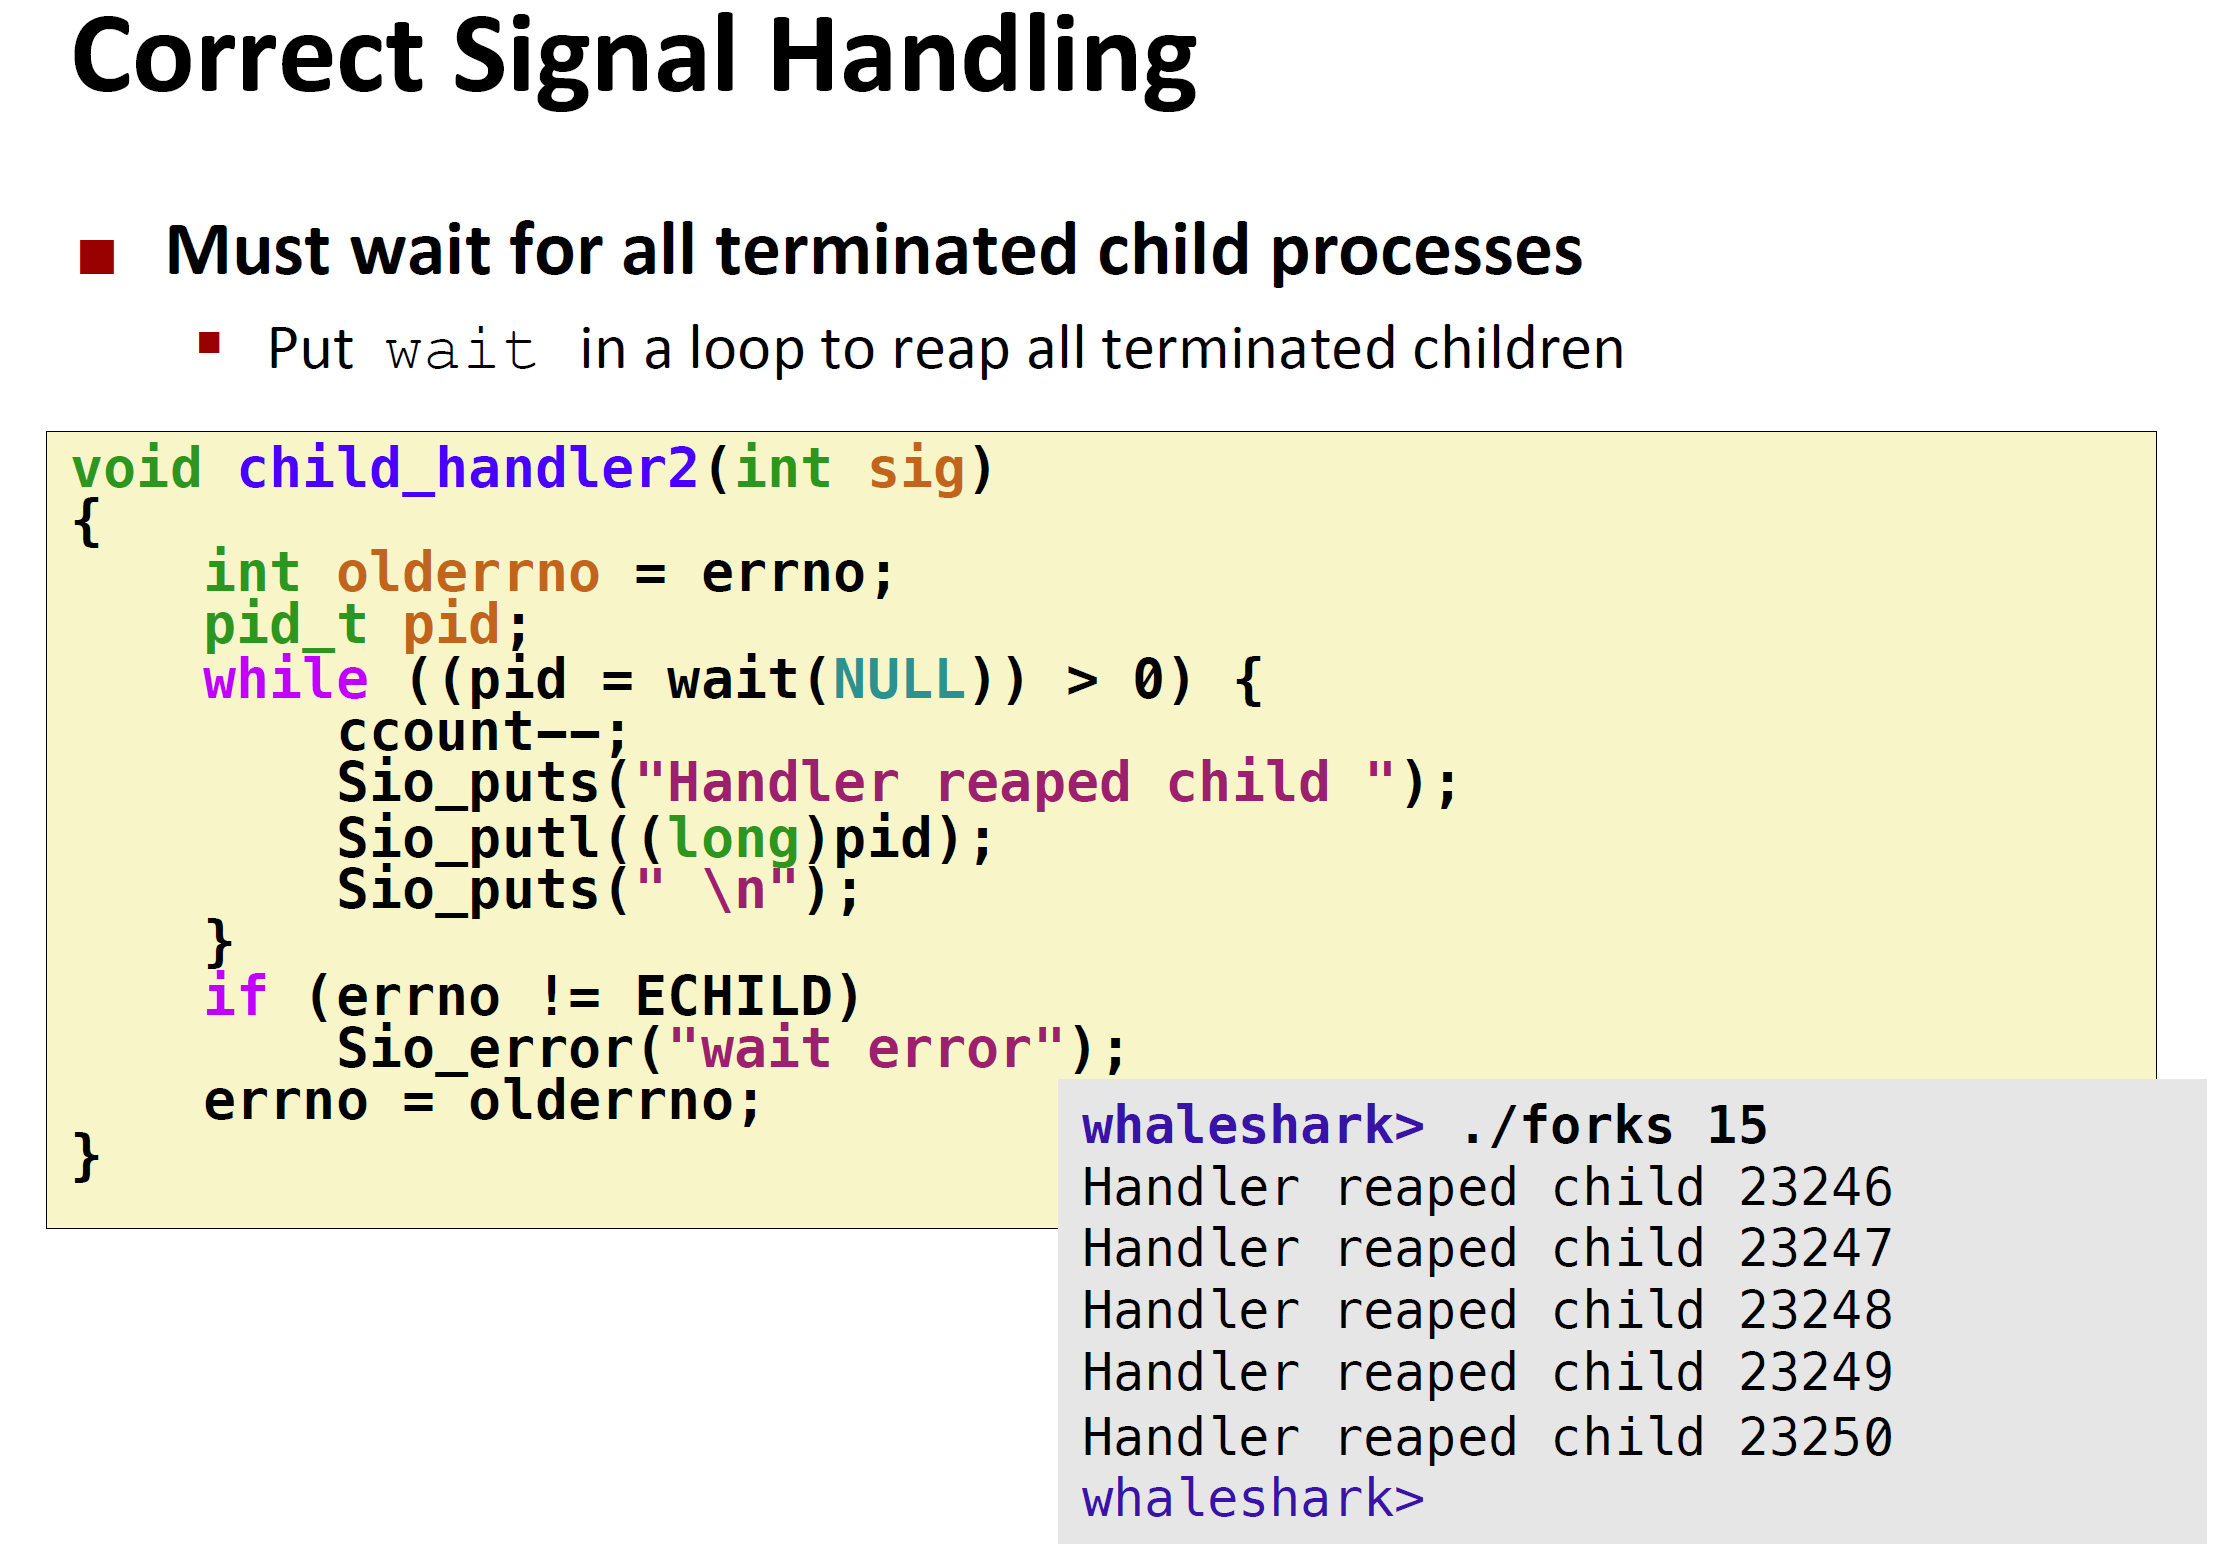 Correct Signal Handling
Must wait for all terminated child processes
Put wait in a loop to reap all terminated children
void child_handler2(int sig)
{
    int olderrno = errno;
    pid_t pid;
    while ((pid = wait(NULL)) > 0) {
        ccount--;
        Sio_puts("Handler reaped child ");
        Sio_putl((long)pid);
        Sio_puts(" \n");
    }
    if (errno != ECHILD)
        Sio_error("wait error");
    errno = olderrno;
}
whaleshark> ./forks 15
Handler reaped child 23246
Handler reaped child 23247
Handler reaped child 23248
Handler reaped child 23249
Handler reaped child 23250
whaleshark>